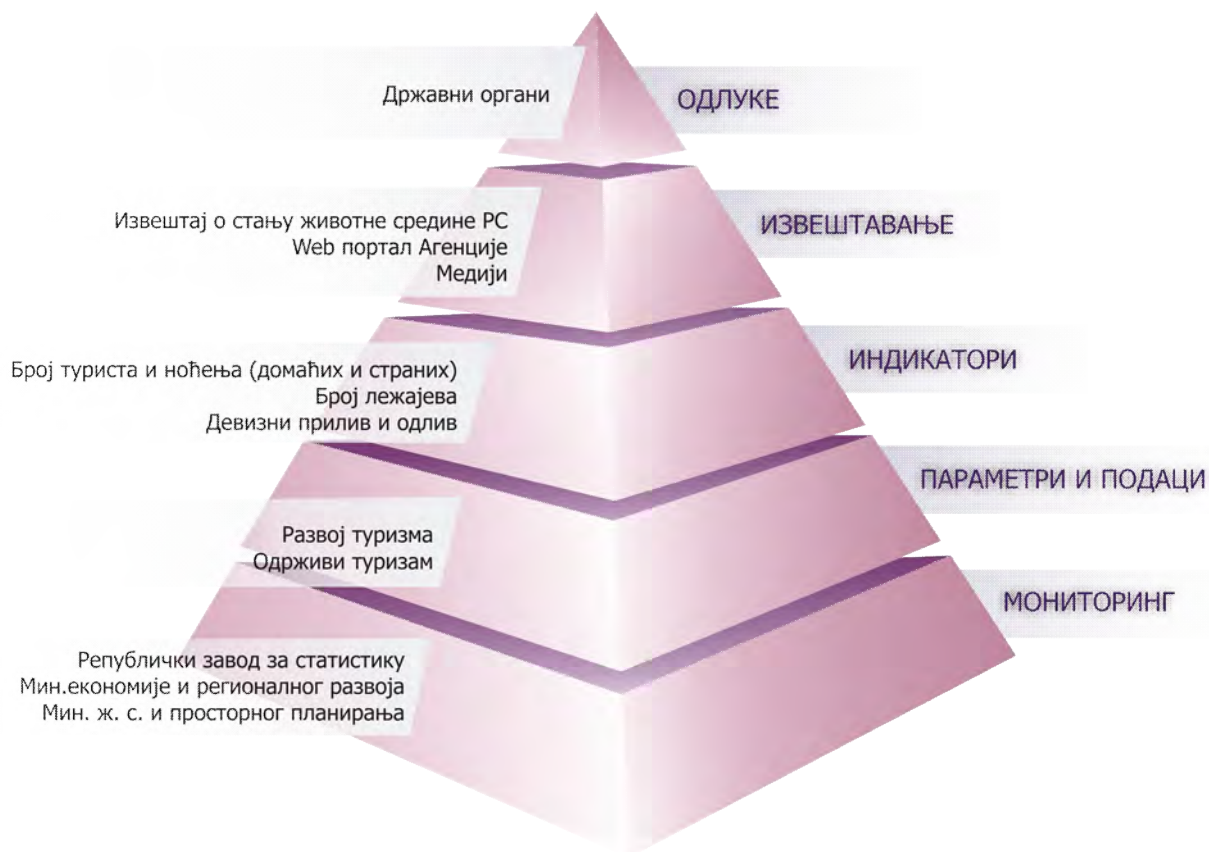 Државни органи
ОДЛУКЕ
Извештај о стању животне средине РС
Web портал Агенције
Медији
ИЗВЕШТАВАЊЕ
Број туриста и ноћења (домаћих и страних)
Број лежајева
Девизни прилив и одлив
ИНДИКАТОРИ
Развој туризма
Одрживи туризам
ПАРАМЕТРИ И ПОДАЦИ
Републички завод за статистику
Мин.економије и регионалног развоја
Мин. ж. с. и просторног планирања
МОНИТОРИНГ